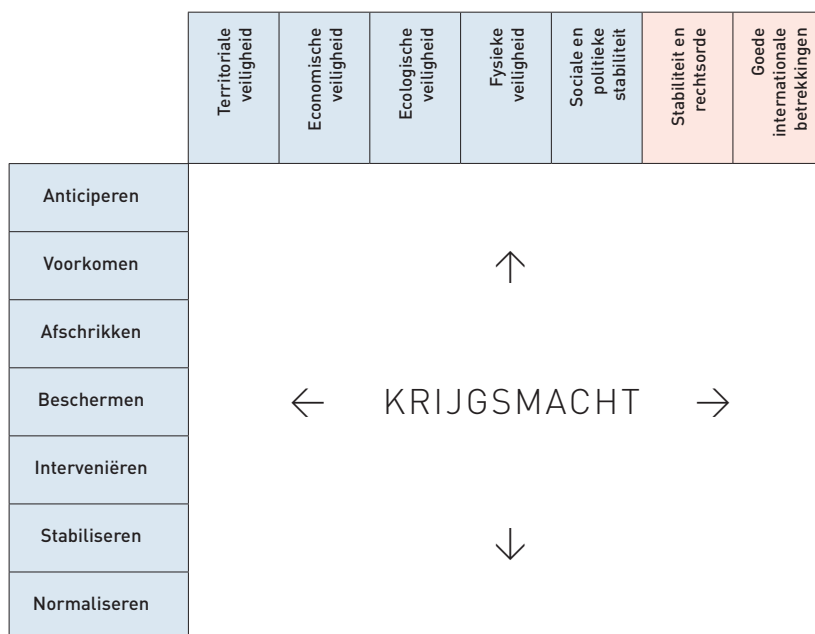 Territoriale
veiligheid
Economische
veiligheid
Ecologische
veiligheid
Fysieke
veiligheid
Sociale en
politieke
stabiliteit
Stabiliteit en
rechtsorde
Goede
internationale
betrekkingen
Anticiperen
Voorkomen
Afschrikken
Beschermen
KRIJGSMACHT
Interveniëren
Stabiliseren
Normaliseren